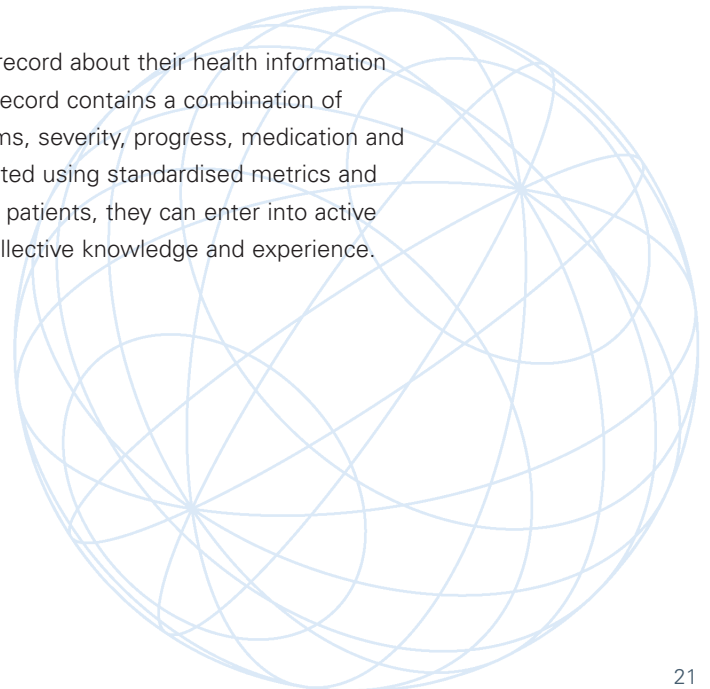 record about their health information
ecord contains a combination of
ms, severity, progress, medication and
ted using standardised metrics and
patients, they can enter into active
llective knowledge and experience.
21